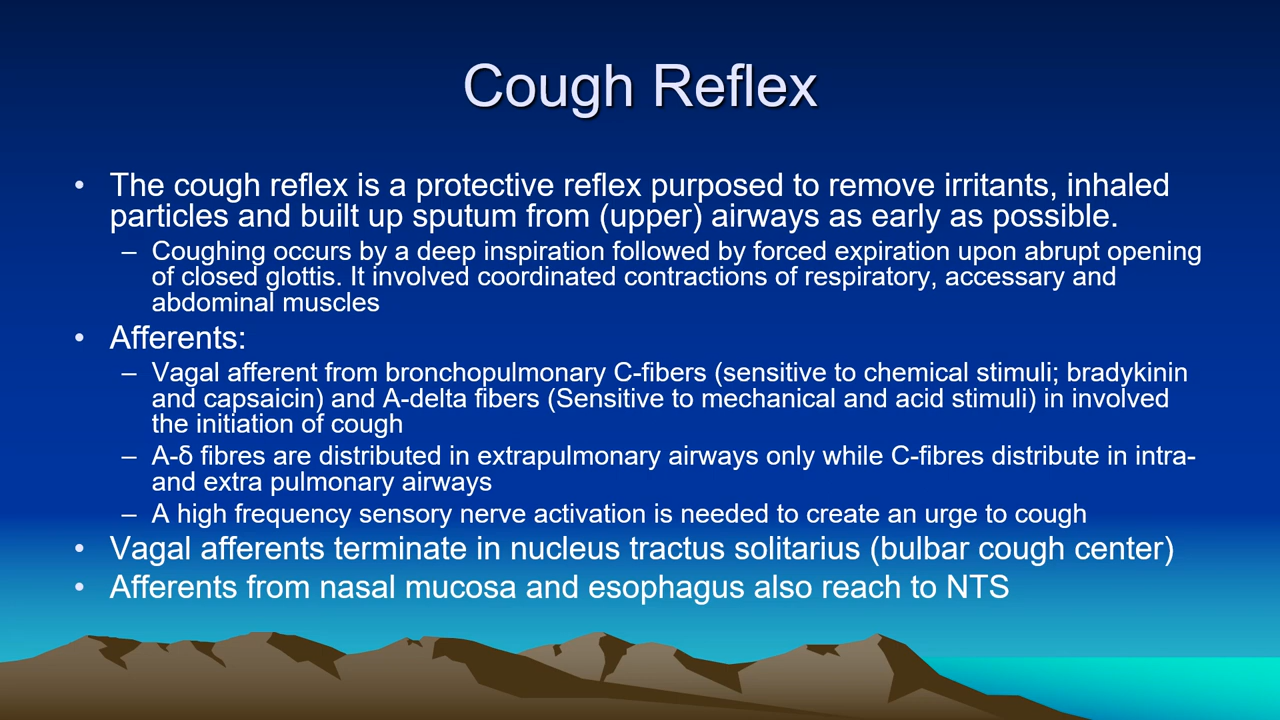 Cough Reflex
• The cough reflex is a protective reflex purposed to remove irritants, inhaled
particles and built up sputum from (upper) airways as early as possible.
– Coughing occurs by a deep inspiration followed by forced expiration upon abrupt opening
of closed glottis. It involved coordinated contractions of respiratory, accessary and
abdominal muscles
• Afferents:
– Vagal afferent from bronchopulmonary C-fibers (sensitive to chemical stimuli; bradykinin
and capsaicin) and A-delta fibers (Sensitive to mechanical and acid stimuli) in involved
the initiation of cough
– A-δ fibres are distributed in extrapulmonary airways only while C-fibres distribute in intra-
and extra pulmonary airways
– A high frequency sensory nerve activation is needed to create an urge to cough
• Vagal afferents terminate in nucleus tractus solitarius (bulbar cough center)
• Afferents from nasal mucosa and esophagus also reach to NTS